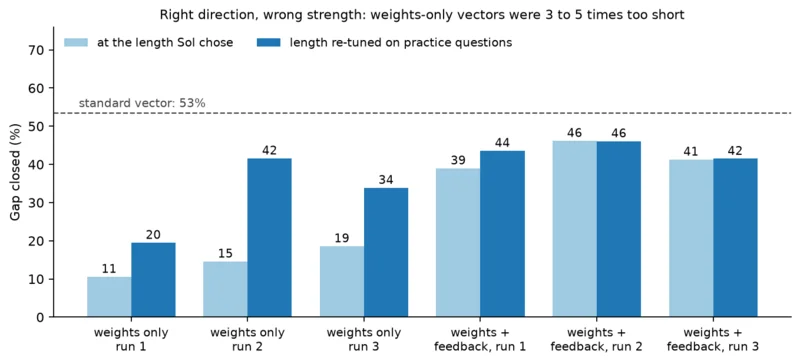 Right direction, wrong strength: weights-only vectors were 3 to 5 times too short
at the length Sol chose
length re-tuned on practice questions
standard vector: 53%
Gap closed (%)
70
60
50
40
30
20
10
0
11
20
15
42
19
34
39
44
46
46
41
42
weights only
run 1
weights only
run 2
weights only
run 3
weights +
feedback, run 1
weights +
feedback, run 2
weights +
feedback, run 3